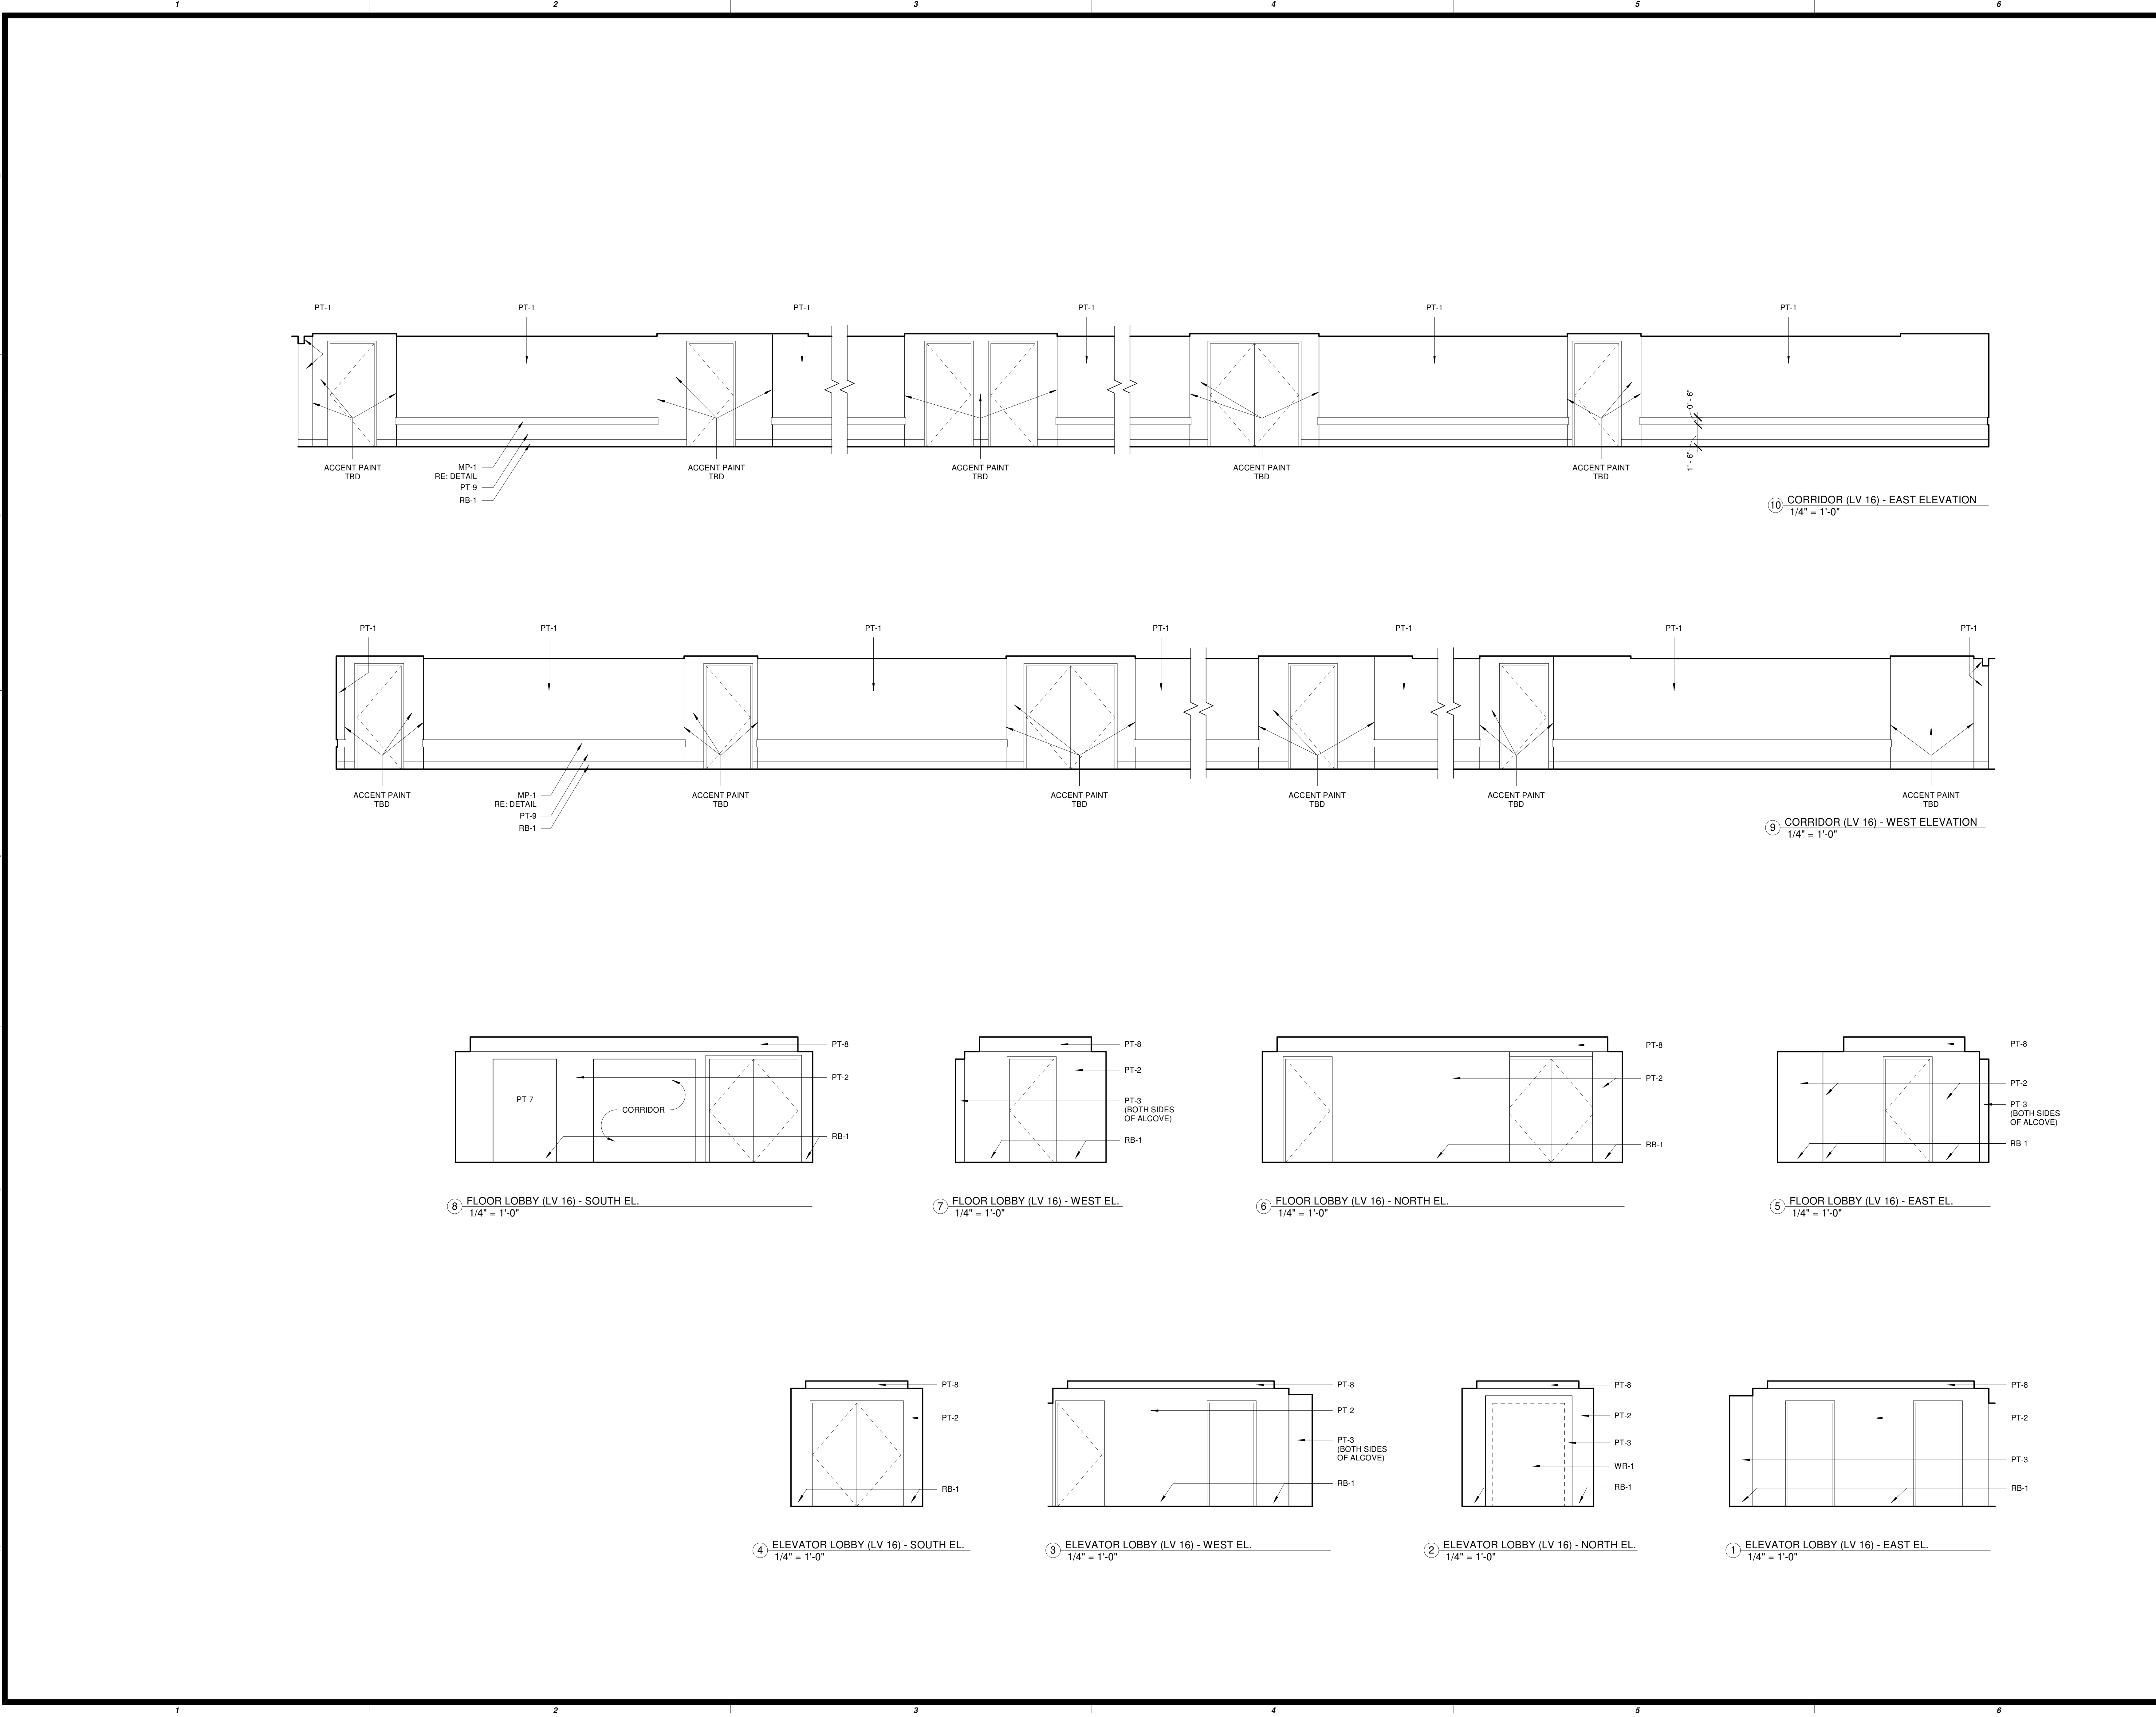 1 2 3 4 5 6
PT-1 PT-1 PT-1 PT-1 PT-1 PT-1
0' - 6"
1' - 6"
ACCENT PAINT
TBD
MP-1
RE: DETAIL
PT-9
RB-1
ACCENT PAINT
TBD
ACCENT PAINT
TBD
ACCENT PAINT
TBD
ACCENT PAINT
TBD
10 CORRIDOR (LV 16) - EAST ELEVATION
1/4" = 1'-0"
PT-1 PT-1 PT-1 PT-1 PT-1 PT-1 PT-1
ACCENT PAINT
TBD
MP-1
RE: DETAIL
PT-9
RB-1
ACCENT PAINT
TBD
ACCENT PAINT
TBD
ACCENT PAINT
TBD
ACCENT PAINT
TBD
ACCENT PAINT
TBD
9 CORRIDOR (LV 16) - WEST ELEVATION
1/4" = 1'-0"
PT-8
PT-2
PT-7
CORRIDOR
RB-1
8 FLOOR LOBBY (LV 16) - SOUTH EL.
1/4" = 1'-0"
PT-8
PT-2
PT-3
(BOTH SIDES
OF ALCOVE)
RB-1
7 FLOOR LOBBY (LV 16) - WEST EL.
1/4" = 1'-0"
PT-8
PT-2
RB-1
6 FLOOR LOBBY (LV 16) - NORTH EL.
1/4" = 1'-0"
PT-8
PT-2
PT-3
(BOTH SIDES
OF ALCOVE)
RB-1
5 FLOOR LOBBY (LV 16) - EAST EL.
1/4" = 1'-0"
PT-8
PT-2
RB-1
4 ELEVATOR LOBBY (LV 16) - SOUTH EL.
1/4" = 1'-0"
PT-8
PT-2
PT-3
(BOTH SIDES
OF ALCOVE)
RB-1
3 ELEVATOR LOBBY (LV 16) - WEST EL.
1/4" = 1'-0"
PT-8
PT-2
PT-3
WR-1
RB-1
2 ELEVATOR LOBBY (LV 16) - NORTH EL.
1/4" = 1'-0"
PT-8
PT-2
PT-3
RB-1
1 ELEVATOR LOBBY (LV 16) - EAST EL.
1/4" = 1'-0"
1 2 3 4 5 6